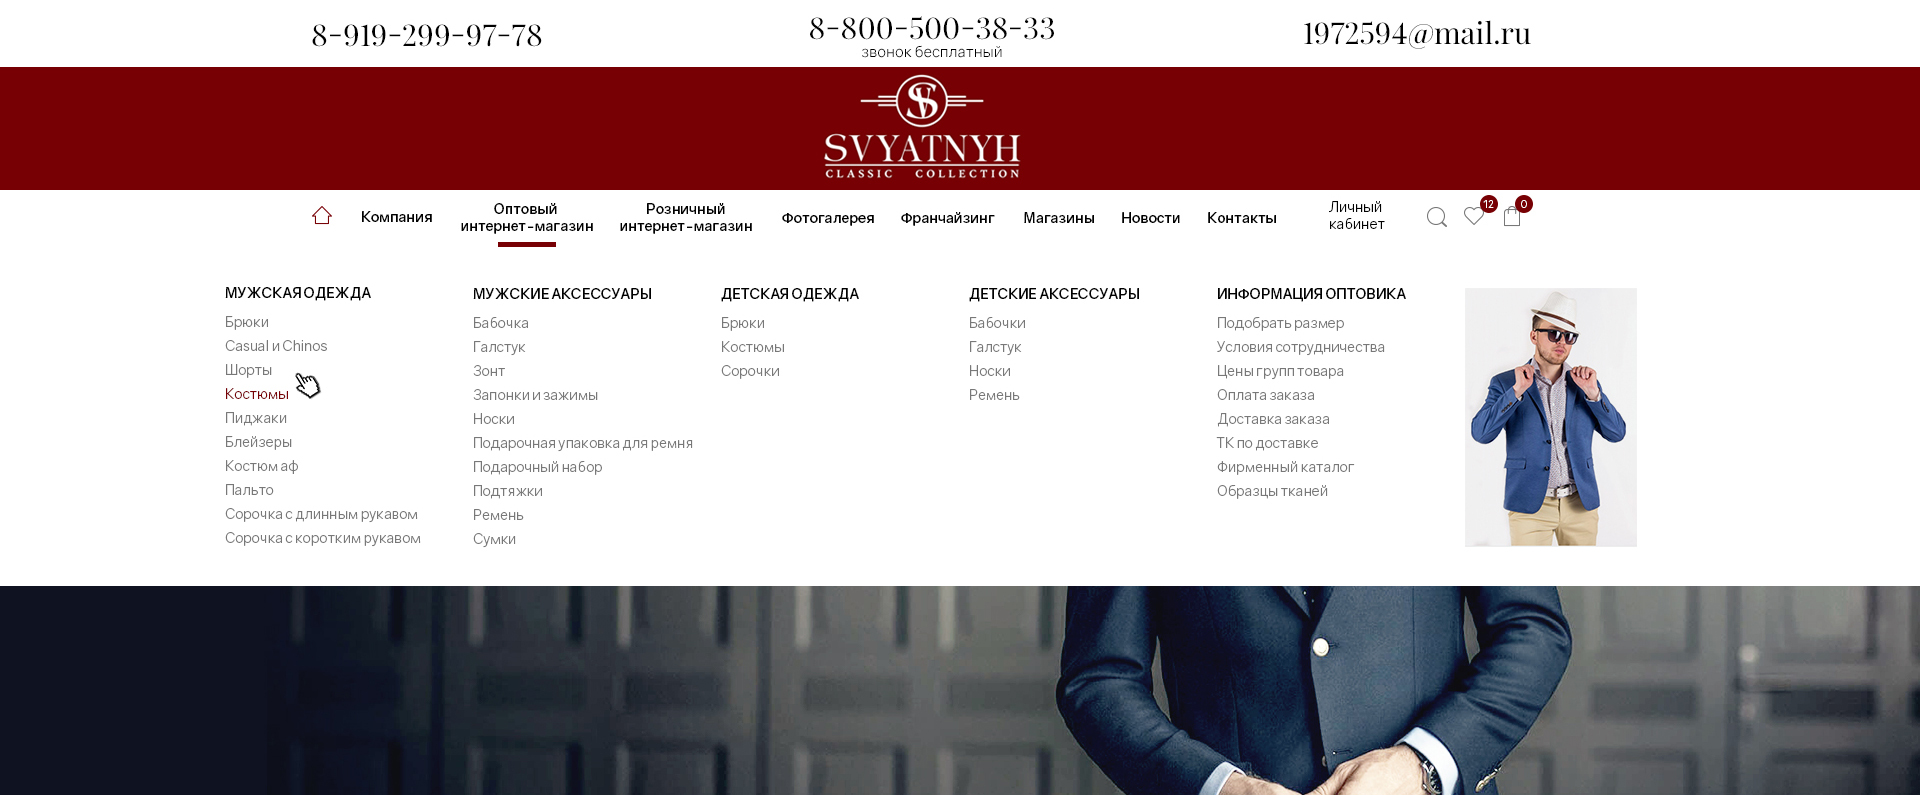 8-919-299-97-78
8-800-500-38-33
звонок бесплатный
1972594@mail.ru
SV
SVYATNYH
CLASSIC COLLECTION
Компания
Оптовый
интернет-магазин
Розничный
интернет-магазин
Фотогалерея
Франчайзинг
Магазины
Новости
Контакты
Личный
кабинет
12
0
МУЖСКАЯ ОДЕЖДА
Брюки
Casual и Chinos
Шорты
Костюмы
Пиджаки
Блейзеры
Костюм аф
Пальто
Сорочка с длинным рукавом
Сорочка с коротким рукавом
МУЖСКИЕ АКСЕССУАРЫ
Бабочка
Галстук
Зонт
Запонки и зажимы
Носки
Подарочная упаковка для ремня
Подарочный набор
Подтяжки
Ремень
Сумки
ДЕТСКАЯ ОДЕЖДА
Брюки
Костюмы
Сорочки
ДЕТСКИЕ АКСЕССУАРЫ
Бабочки
Галстук
Носки
Ремень
ИНФОРМАЦИЯ ОПТОВИКА
Подобрать размер
Условия сотрудничества
Цены групп товара
Оплата заказа
Доставка заказа
ТК по доставке
Фирменный каталог
Образцы тканей